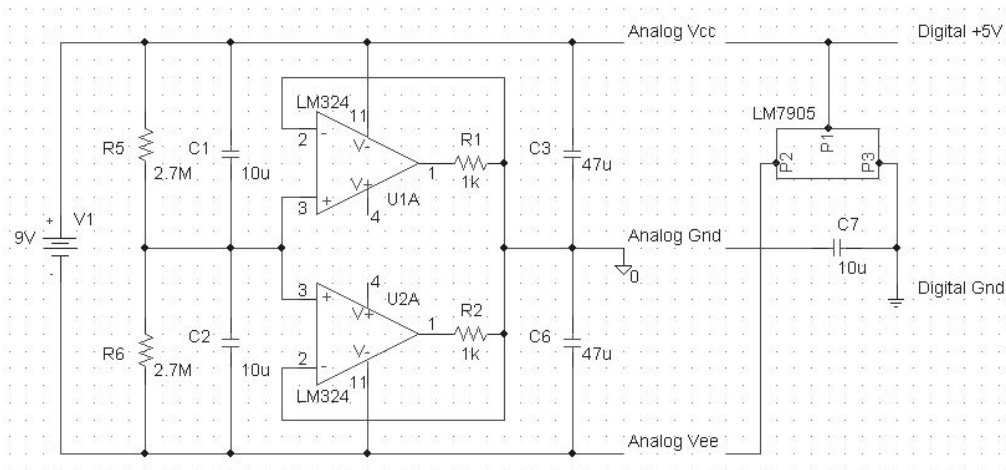 Analog Vcc
Digital +5V
LM324
11
LM7905
2
-
V-
R1
R5
C1
C3
P1
P2
P3
2.7M
10u
1
1k
47u
V+
3
+
4
U1A
+
V1
9V
-
C7
Analog Gnd
10u
0
Digital Gnd
4
3
+
U2A
V+
R2
R6
C2
1
C6
2
-
V-
1k
2.7M
10u
47u
11
LM324
Analog Vee